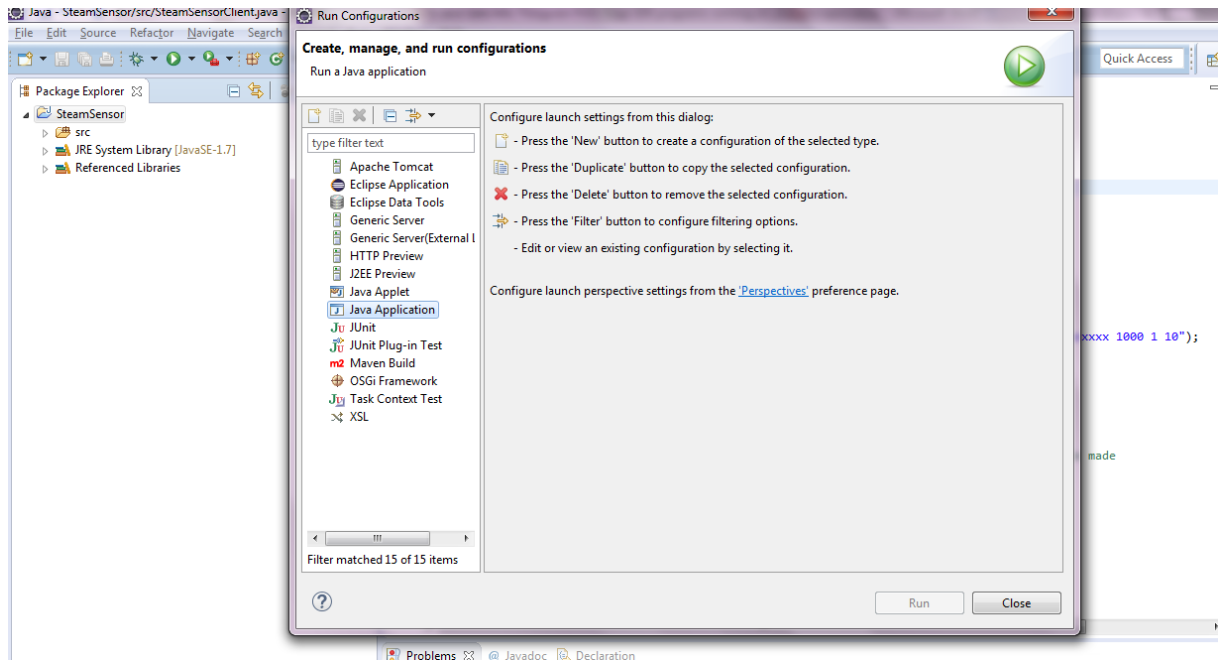 Java - SteamSensor/src/SteamSensorClient.java -
Run Configurations
File Edit Source Refactor Navigate Search
Create, manage, and run configurations
Run a Java application
Quick Access
Package Explorer
SteamSensor
src
JRE System Library [JavaSE-1.7]
Referenced Libraries
type filter text
Apache Tomcat
Eclipse Application
Eclipse Data Tools
Generic Server
Generic Server(External L
HTTP Preview
J2EE Preview
Java Applet
Java Application
Ju JUnit
Jü JUnit Plug-in Test
m2 Maven Build
OSGi Framework
Ju Task Context Test
XSL
Filter matched 15 of 15 items
Configure launch settings from this dialog:
- Press the 'New' button to create a configuration of the selected type.
- Press the 'Duplicate' button to copy the selected configuration.
- Press the 'Delete' button to remove the selected configuration.
- Press the 'Filter' button to configure filtering options.
- Edit or view an existing configuration by selecting it.
Configure launch perspective settings from the 'Perspectives' preference page.
xxxx 1000 1 10");
made
Run Close
Problems @ Javadoc Declaration